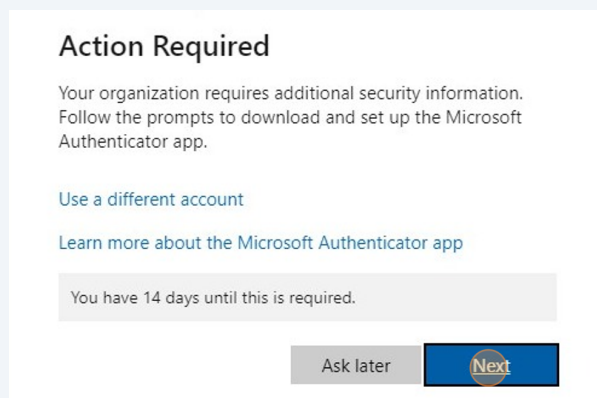 Action Required
Your organization requires additional security information.
Follow the prompts to download and set up the Microsoft
Authenticator app.
Use a different account
Learn more about the Microsoft Authenticator app
You have 14 days until this is required.
Ask later
Next